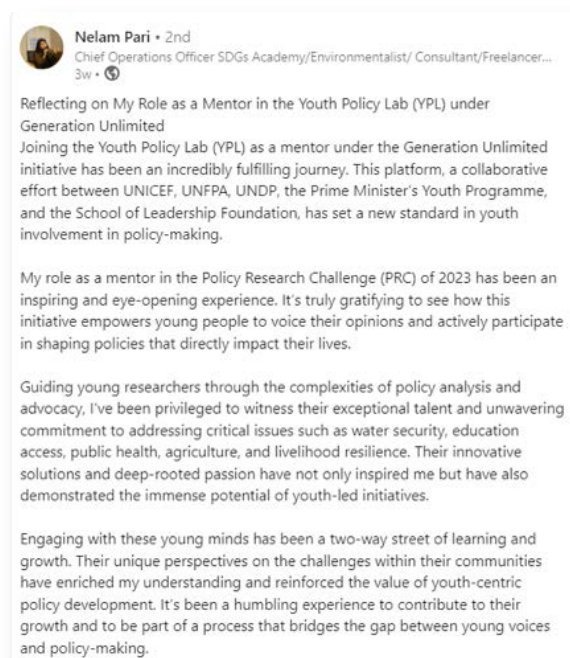 Nelam Pari • 2nd
Chief Operations Officer SDGs Academy/Environmentalist/ Consultant/Freelancer...
3w •
Reflecting on My Role as a Mentor in the Youth Policy Lab (YPL) under
Generation Unlimited
Joining the Youth Policy Lab (YPL) as a mentor under the Generation Unlimited
initiative has been an incredibly fulfilling journey. This platform, a collaborative
effort between UNICEF, UNFPA, UNDP, the Prime Minister's Youth Programme,
and the School of Leadership Foundation, has set a new standard in youth
involvement in policy-making.
My role as a mentor in the Policy Research Challenge (PRC) of 2023 has been an
inspiring and eye-opening experience. It's truly gratifying to see how this
initiative empowers young people to voice their opinions and actively participate
in shaping policies that directly impact their lives.
Guiding young researchers through the complexities of policy analysis and
advocacy, I've been privileged to witness their exceptional talent and unwavering
commitment to addressing critical issues such as water security, education
access, public health, agriculture, and livelihood resilience. Their innovative
solutions and deep-rooted passion have not only inspired me but have also
demonstrated the immense potential of youth-led initiatives.
Engaging with these young minds has been a two-way street of learning and
growth. Their unique perspectives on the challenges within their communities
have enriched my understanding and reinforced the value of youth-centric
policy development. It's been a humbling experience to contribute to their
growth and to be part of a process that bridges the gap between young voices
and policy-making.